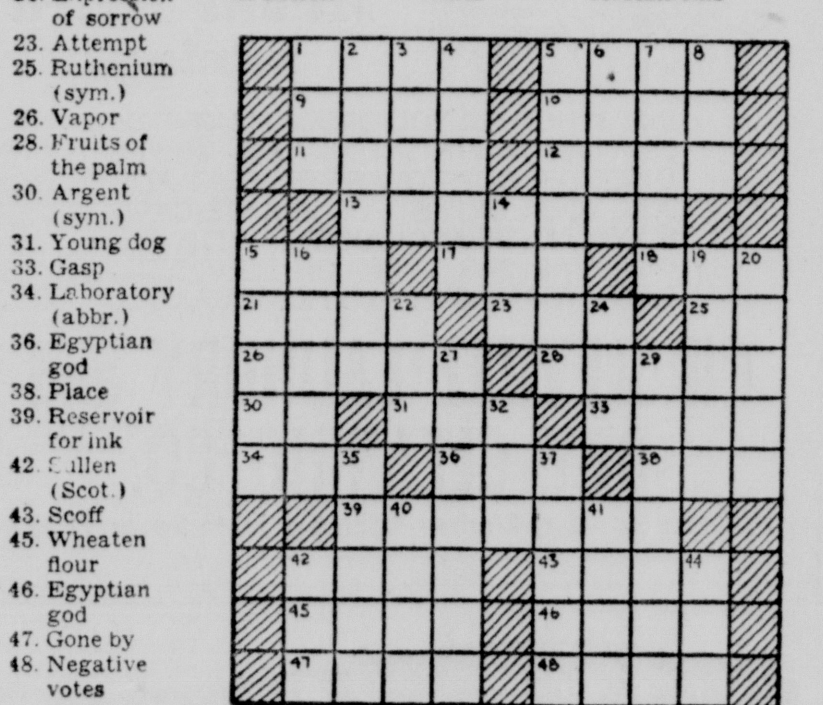 of sorrow
23. Attempt
25. Ruthenium
(sym.)
26. Vapor
28. Fruits of
the palm
30. Argent
(sym.)
31. Young dog
33. Gasp
34. Laboratory
(abbr.)
36. Egyptian
god
38. Place
39. Reservoir
for ink
42.
(Scot.)
43. Scoff
45. Wheaten
flour
46. Egyptian
god
47. Gone by
48. Negative
votes
1 2 3 4 5 6 7 8
9 10
11 12
13 14
15 16 17 18 19 20
21 22 23 24 25
26 27 28 29
30 31 32 33
34 35 36 37 38
39 40 41
42 43 44
45 46
47 48